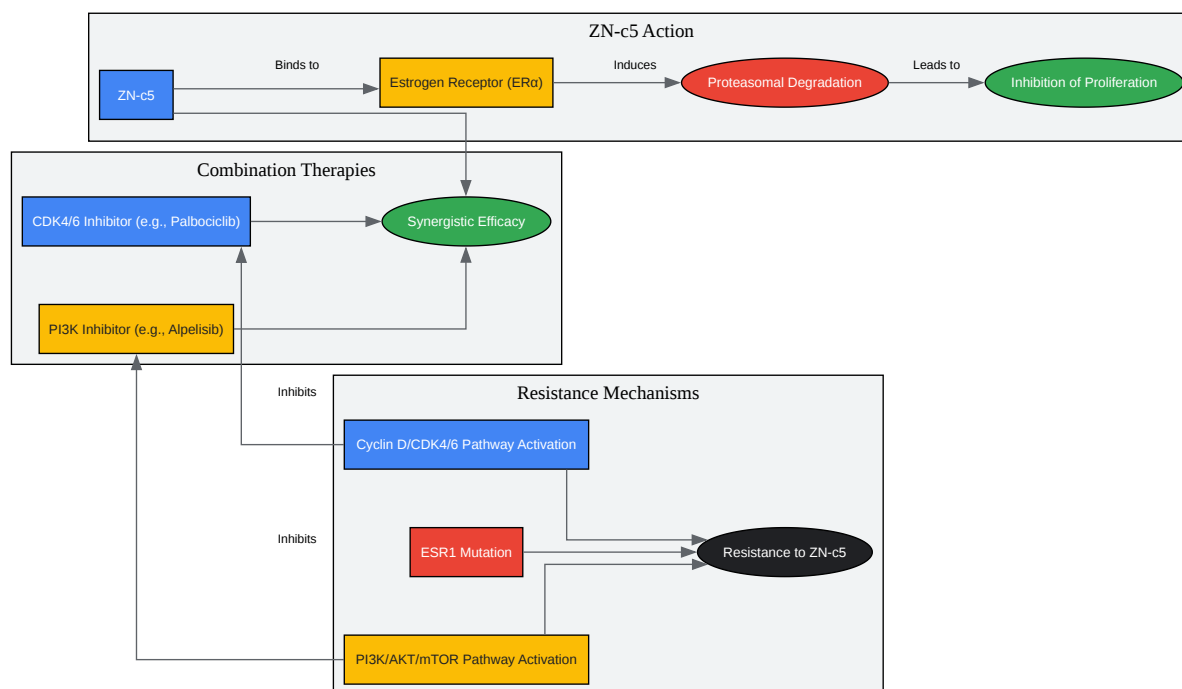 ZN-c5 Action
ZN-c5
Binds to
Estrogen Receptor (ERα)
Induces
Proteasomal Degradation
Leads to
Inhibition of Proliferation
Combination Therapies
CDK4/6 Inhibitor (e.g., Palbociclib)
Synergistic Efficacy
PI3K Inhibitor (e.g., Alpelisib)
Inhibits
Resistance Mechanisms
Cyclin D/CDK4/6 Pathway Activation
Inhibits
ESR1 Mutation
Resistance to ZN-c5
PI3K/AKT/mTOR Pathway Activation